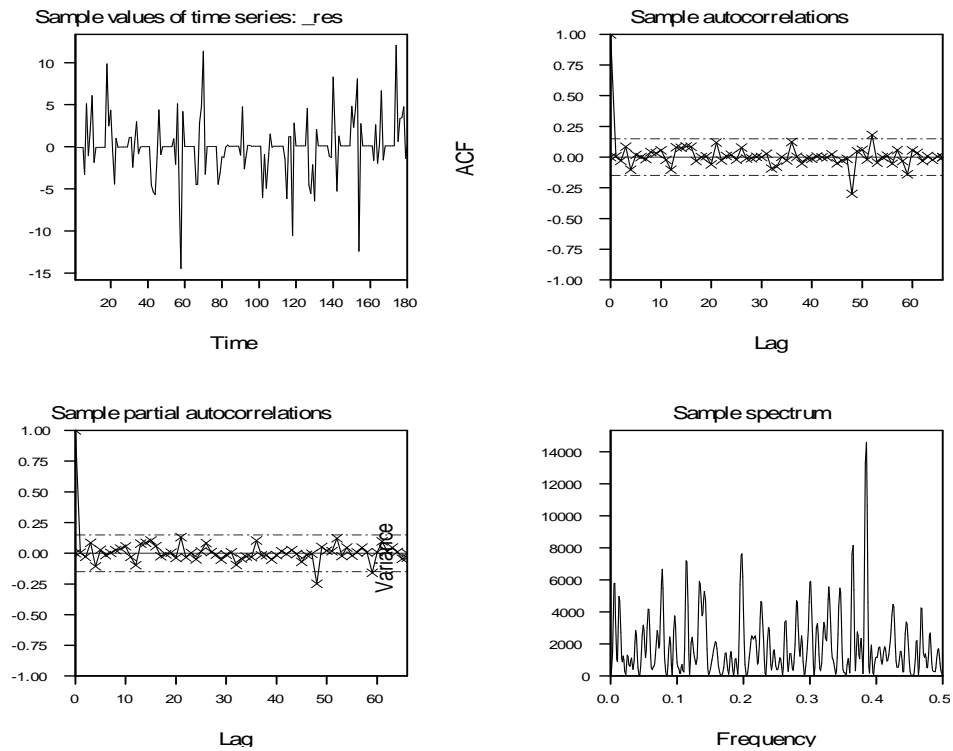 Sample values of time series: _res
10
5
0
-5
-10
-15
20 40 60 80 100 120 140 160 180
Time
Sample autocorrelations
1.00
0.75
0.50
0.25
0.00
-0.25
-0.50
-0.75
-1.00
ACF
0 10 20 30 40 50 60
Lag
Sample partial autocorrelations
1.00
0.75
0.50
0.25
0.00
-0.25
-0.50
-0.75
-1.00
0 10 20 30 40 50 60
Lag
Sample spectrum
Variance
14000
12000
10000
8000
6000
4000
2000
0
0.0 0.1 0.2 0.3 0.4 0.5
Frequency